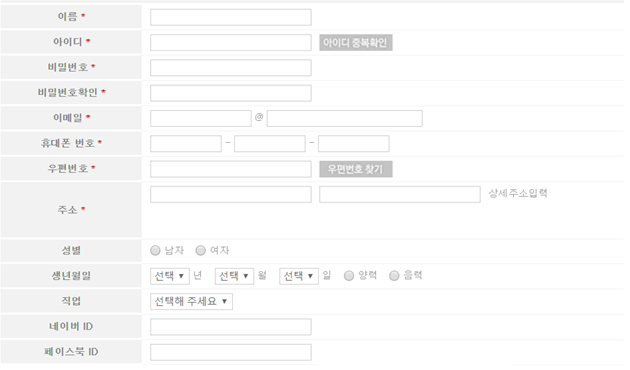 이름 *
아이디 * 아이디 중복확인
비밀번호 *
비밀번호확인 *
이메일 * @
휴대폰 번호 * - -
우편번호 * 우편번호 찾기
주소 * 상세주소입력
성별 남자 여자
생년월일 선택 ▼ 년 선택 ▼ 월 선택 ▼ 일 양력 음력
직업 선택해 주세요 ▼
네이버 ID
페이스북 ID